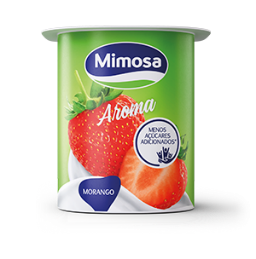 Mimosa
Aroma
MENOS
AÇÚCARES
ADICIONADOS*
MORANGO